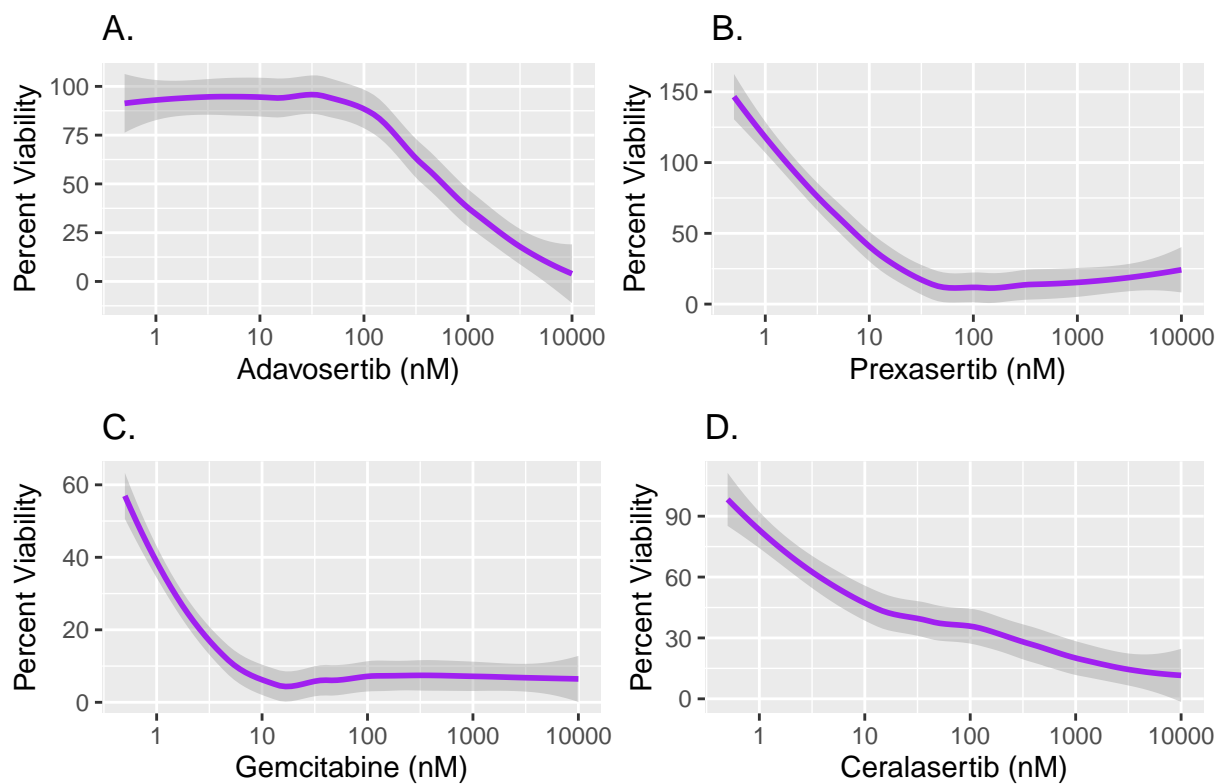 A.
Percent Viability
100
75
50
25
0
1 10 100 1000 10000
Adavosertib (nM)
B.
Percent Viability
150
100
50
0
1 10 100 1000 10000
Prexasertib (nM)
C.
Percent Viability
60
40
20
0
1 10 100 1000 10000
Gemcitabine (nM)
D.
Percent Viability
90
60
30
0
1 10 100 1000 10000
Ceralasertib (nM)